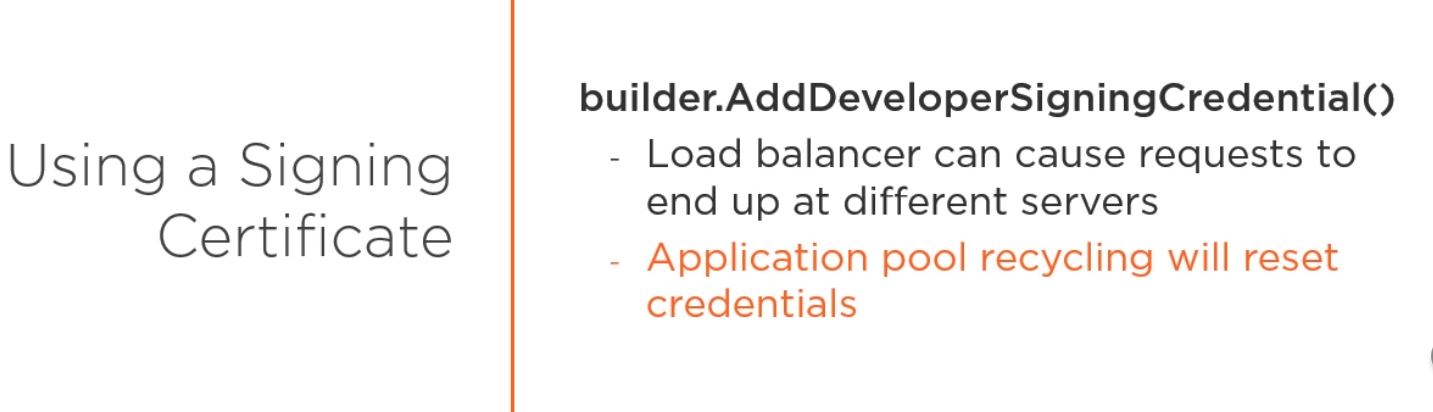 Using a Signing
Certificate
builder.AddDeveloperSigningCredential()
- Load balancer can cause requests to
end up at different servers
- Application pool recycling will reset
credentials